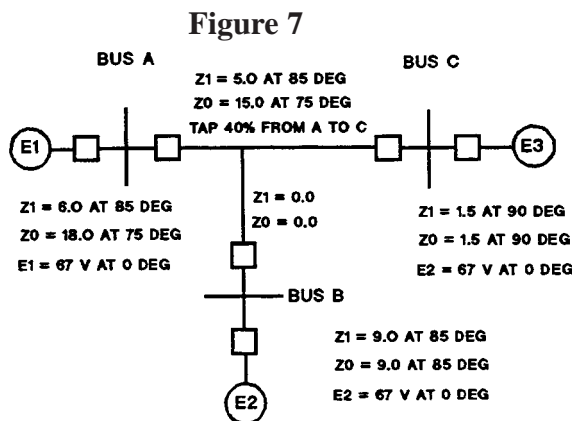 Figure 7
BUS A
BUS C
Z1 = 5.0 AT 85 DEG
Z0 = 15.0 AT 75 DEG
TAP 40% FROM A TO C
E1
E3
Z1 = 6.0 AT 85 DEG
Z0 = 18.0 AT 75 DEG
E1 = 67 V AT 0 DEG
Z1 = 0.0
Z0 = 0.0
Z1 = 1.5 AT 90 DEG
Z0 = 1.5 AT 90 DEG
E2 = 67 V AT 0 DEG
BUS B
Z1 = 9.0 AT 85 DEG
Z0 = 9.0 AT 85 DEG
E2 = 67 V AT 0 DEG
E2